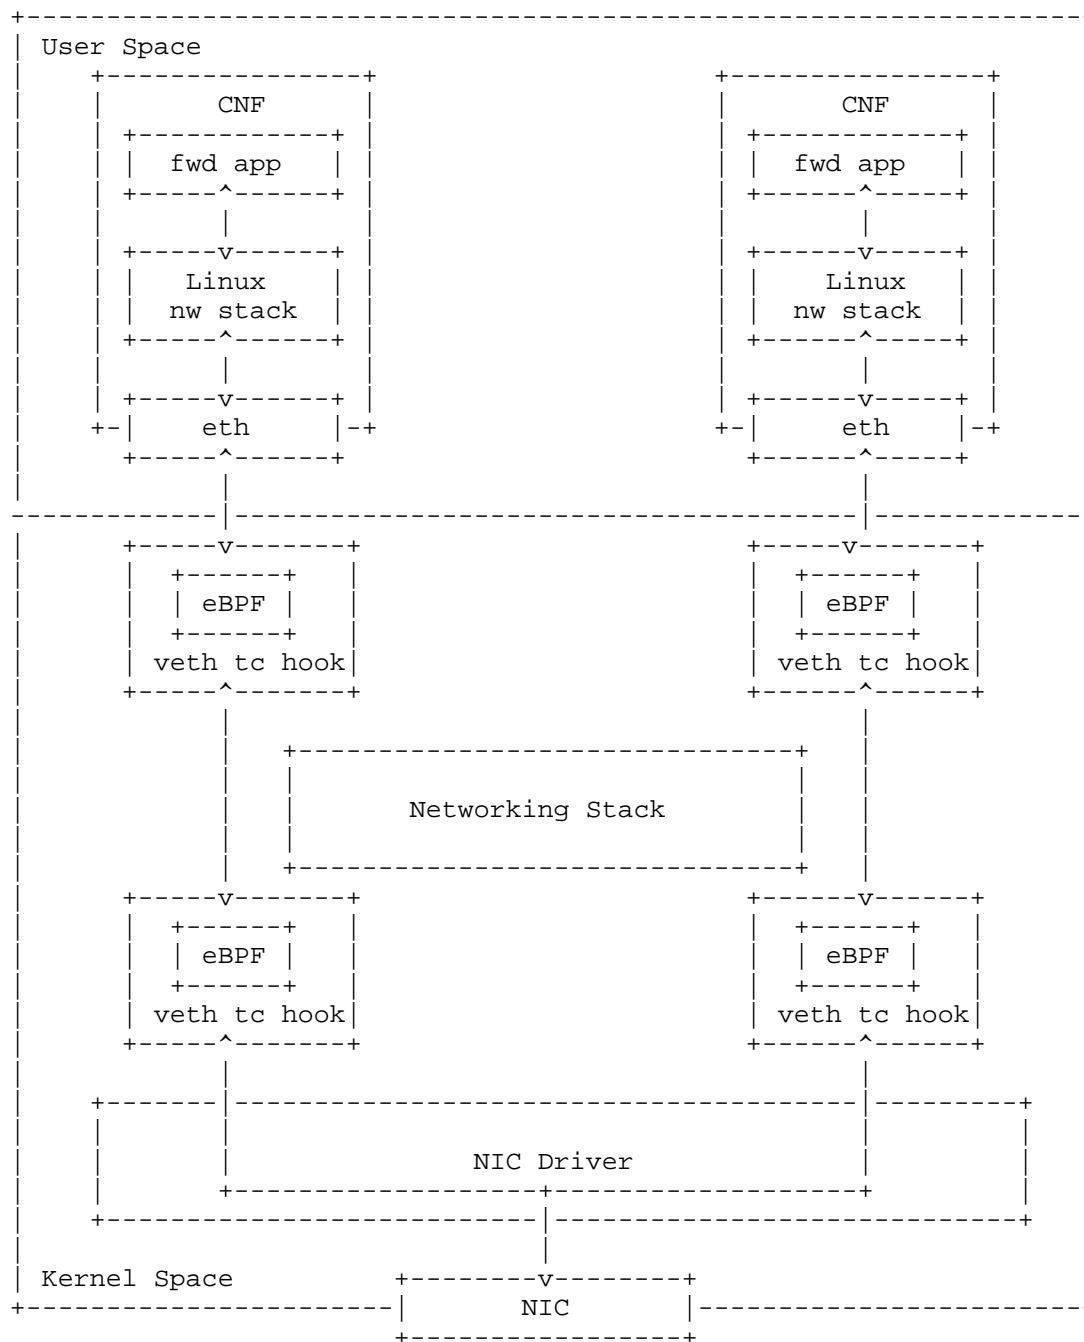 User Space
CNF CNF
fwd app fwd app
Linux Linux
nw stack nw stack
eth eth
eBPF eBPF
veth tc hook veth tc hook
Networking Stack
eBPF eBPF
veth tc hook veth tc hook
NIC Driver
Kernel Space
NIC